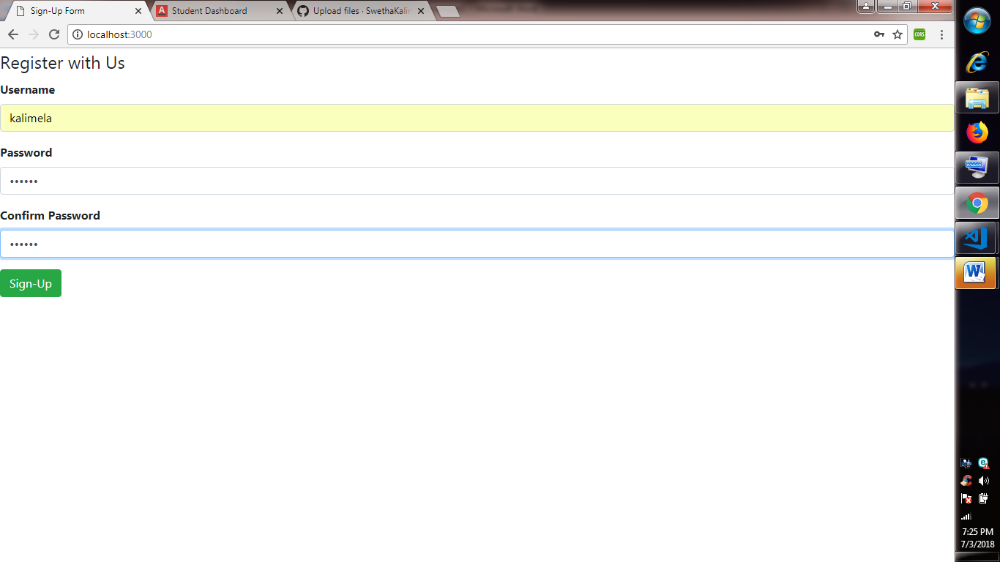 Sign-Up Form
Student Dashboard
Upload files · SwethaKalin
localhost:3000
CORS
Register with Us
Username
kalimela
Password
••••••
Confirm Password
••••••
Sign-Up
7:25 PM
7/3/2018